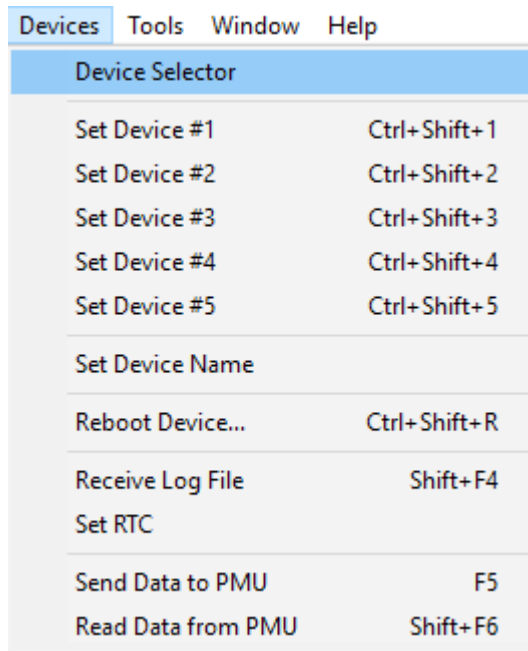 Devices Tools Window Help
Device Selector
Set Device #1 Ctrl+Shift+1
Set Device #2 Ctrl+Shift+2
Set Device #3 Ctrl+Shift+3
Set Device #4 Ctrl+Shift+4
Set Device #5 Ctrl+Shift+5
Set Device Name
Reboot Device... Ctrl+Shift+R
Receive Log File Shift+F4
Set RTC
Send Data to PMU F5
Read Data from PMU Shift+F6